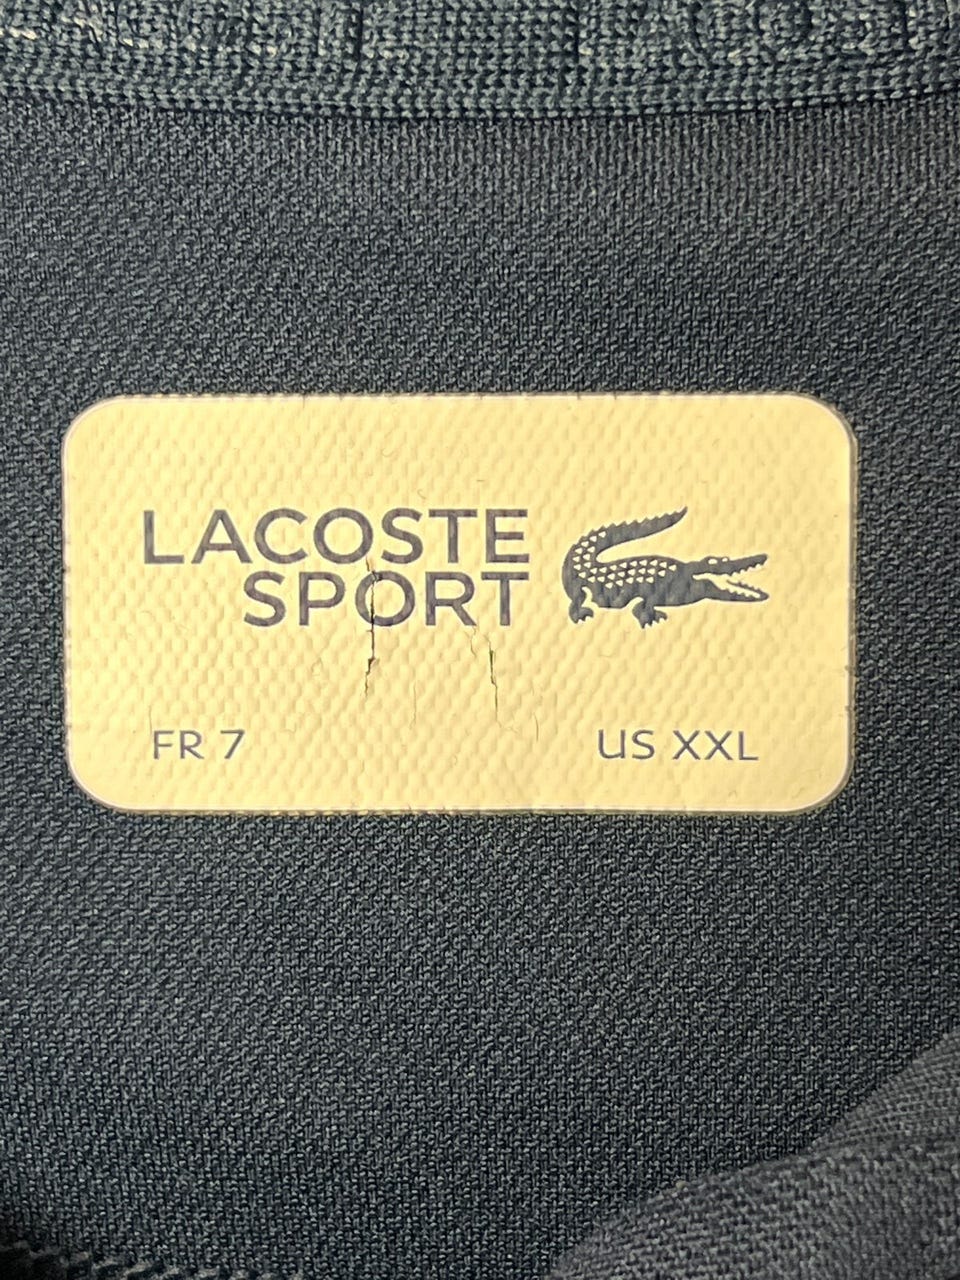 LACOSTE
SPORT
FR 7 US XXL